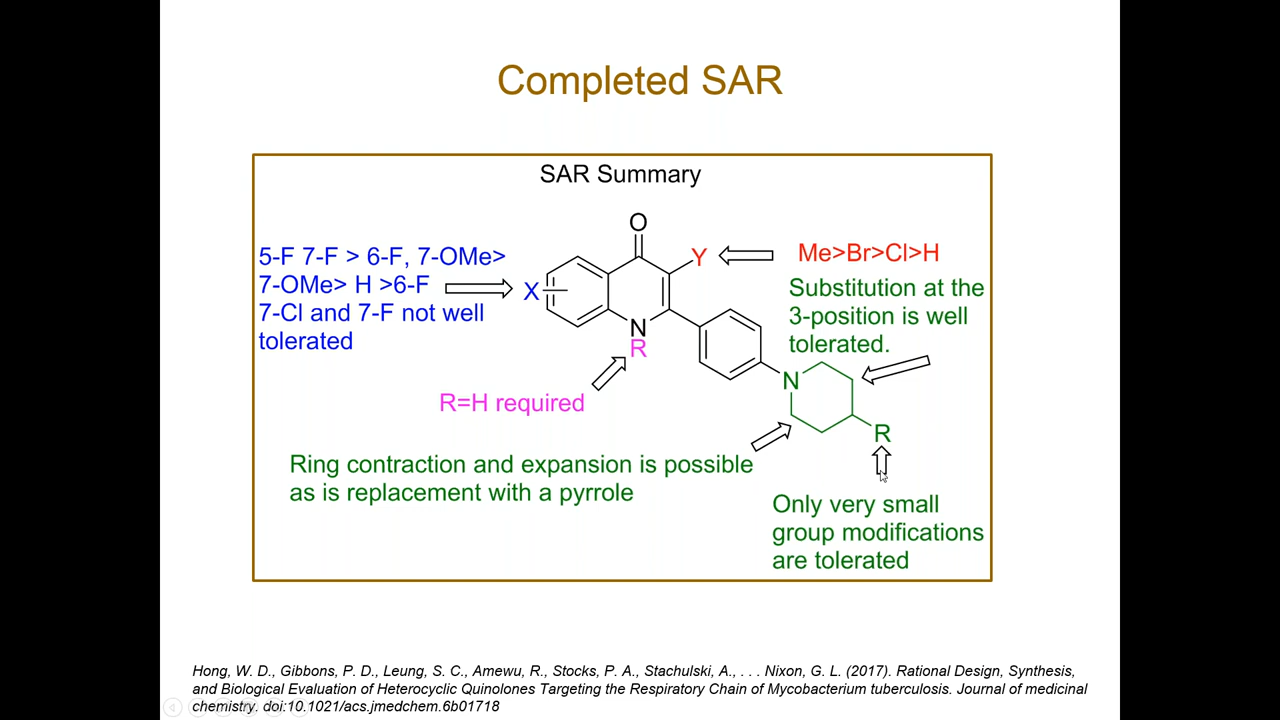 Completed SAR
SAR Summary
O
5-F 7-F > 6-F, 7-OMe>
7-OMe> H >6-F
7-Cl and 7-F not well
tolerated
X
Y
Me>Br>Cl>H
Substitution at the
3-position is well
tolerated.
N
R
R=H required
N
R
Ring contraction and expansion is possible
as is replacement with a pyrrole
Only very small
group modifications
are tolerated
Hong, W. D., Gibbons, P. D., Leung, S. C., Amewu, R., Stocks, P. A., Stachulski, A., . . . Nixon, G. L. (2017). Rational Design, Synthesis,
and Biological Evaluation of Heterocyclic Quinolones Targeting the Respiratory Chain of Mycobacterium tuberculosis. Journal of medicinal
chemistry. doi:10.1021/acs.jmedchem.6b01718